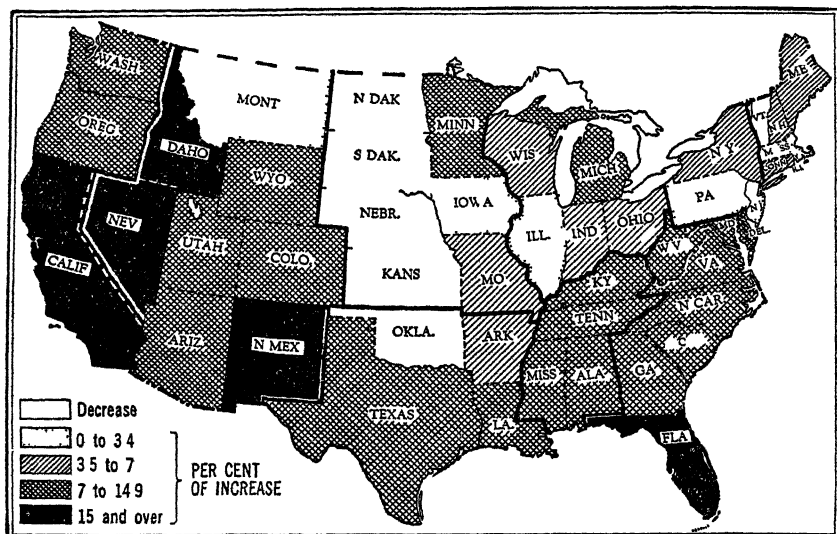 WASH
OREG
CALIF
NEV
DAHO
MONT
WYO
UTAH
COLO
ARIZ
N MEX
N DAK
S DAK.
NEBR.
KANS
OKLA.
TEXAS
MINN
IOWA
MO
ARK
LA.
WIS
ILL.
MICH
IND
OHIO
KY
TENN
MISS
ALA
GA
FLA
N CAR
VA
W V
MD
DEL
PA
N J
N Y
VT.
N H
ME
MASS
Decrease
0 to 3 4
3 5 to 7
7 to 14 9
15 and over
PER CENT
OF INCREASE